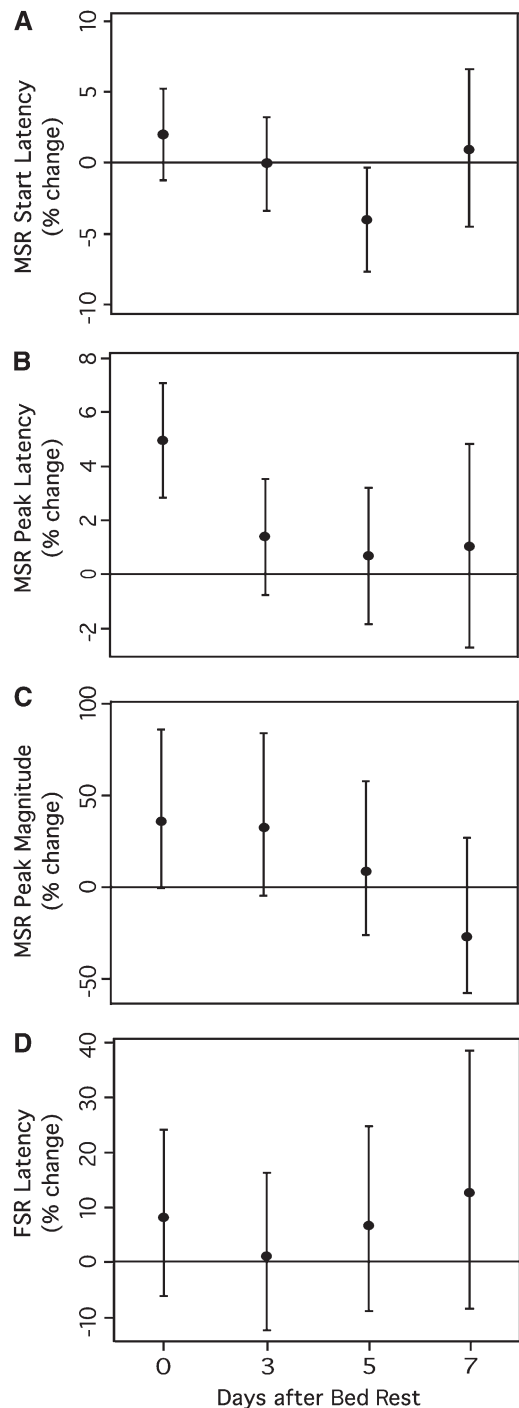 A
MSR Start Latency
(% change)
10
5
0
-5
-10
B
MSR Peak Latency
(% change)
8
6
4
2
0
-2
C
MSR Peak Magnitude
(% change)
100
50
0
-50
D
FSR Latency
(% change)
40
30
20
10
0
-10
0 3 5 7
Days after Bed Rest